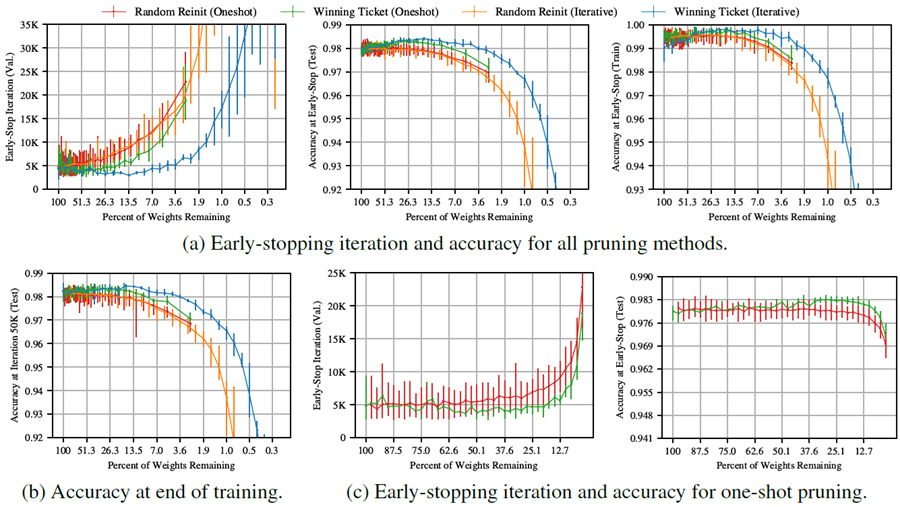 Random Reinit (Oneshot) Winning Ticket (Oneshot) Random Reinit (Iterative) Winning Ticket (Iterative)
Early-Stop Iteration (Val.)
35K
30K
25K
20K
15K
10K
5K
0
100 51.3 26.3 13.5 7.0 3.6 1.9 1.0 0.5 0.3
Percent of Weights Remaining
Accuracy at Early-Stop (Test)
0.99
0.98
0.97
0.96
0.95
0.94
0.93
0.92
100 51.3 26.3 13.5 7.0 3.6 1.9 1.0 0.5 0.3
Percent of Weights Remaining
Accuracy at Early-Stop (Train)
1.00
0.99
0.98
0.97
0.96
0.95
0.94
0.93
100 51.3 26.3 13.5 7.0 3.6 1.9 1.0 0.5 0.3
Percent of Weights Remaining
(a) Early-stopping iteration and accuracy for all pruning methods.
Accuracy at Iteration 50K (Test)
0.99
0.98
0.97
0.96
0.95
0.94
0.93
0.92
100 51.3 26.3 13.5 7.0 3.6 1.9 1.0 0.5 0.3
Percent of Weights Remaining
(b) Accuracy at end of training.
Early-Stop Iteration (Val.)
25K
20K
15K
10K
5K
0
100 87.5 75.0 62.6 50.1 37.6 25.1 12.7
Percent of Weights Remaining
Accuracy at Early-Stop (Test)
0.990
0.983
0.976
0.969
0.962
0.955
0.948
0.941
100 87.5 75.0 62.6 50.1 37.6 25.1 12.7
Percent of Weights Remaining
(c) Early-stopping iteration and accuracy for one-shot pruning.